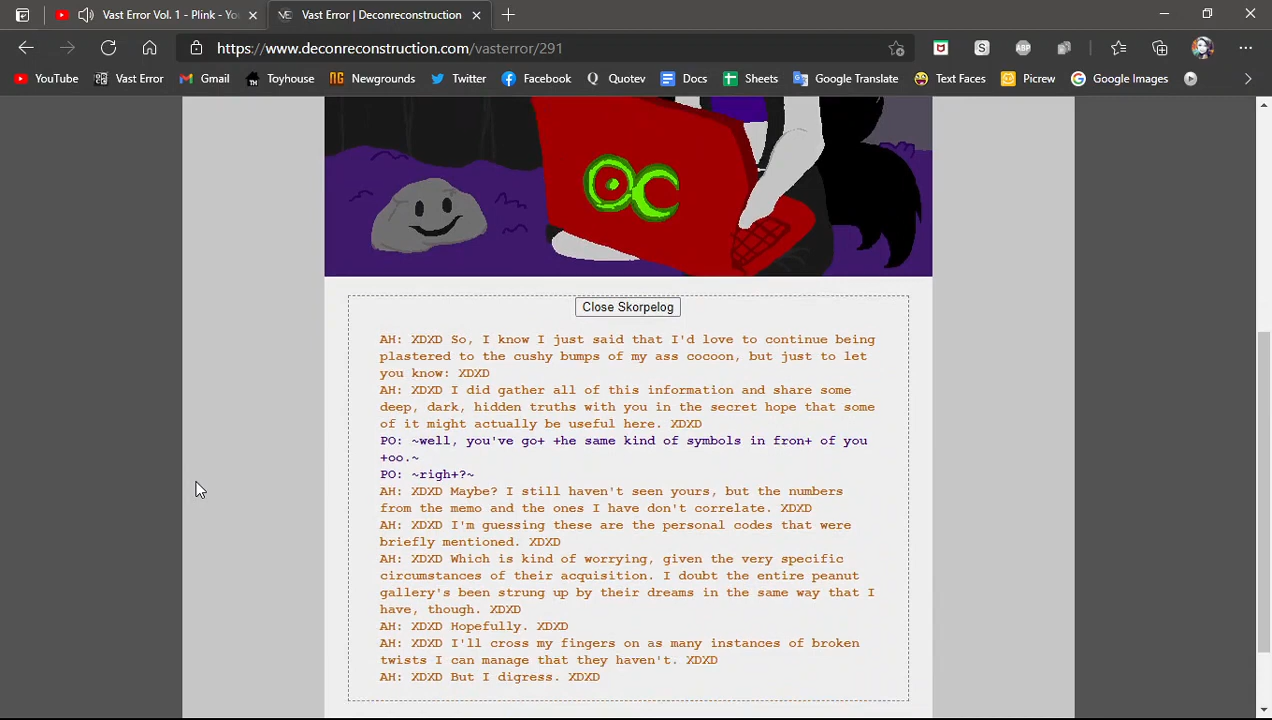 Vast Error Vol. 1 - Plink - Yo
Vast Error | Deconreconstruction
https://www.deconreconstruction.com/vasterror/291
YouTube Vast Error Gmail Toyhouse Newgrounds Twitter Facebook Quotev Docs Sheets Google Translate Text Faces Picrew Google Images
Close Skorpelog
AH: XDXD So, I know I just said that I'd love to continue being
plastered to the cushy bumps of my ass cocoon, but just to let
you know: XDXD
AH: XDXD I did gather all of this information and share some
deep, dark, hidden truths with you in the secret hope that some
of it might actually be useful here. XDXD
PO: ~well, you've go+ +he same kind of symbols in fron+ of you
+oo.~
PO: ~righ+?~
AH: XDXD Maybe? I still haven't seen yours, but the numbers
from the memo and the ones I have don't correlate. XDXD
AH: XDXD I'm guessing these are the personal codes that were
briefly mentioned. XDXD
AH: XDXD Which is kind of worrying, given the very specific
circumstances of their acquisition. I doubt the entire peanut
gallery's been strung up by their dreams in the same way that I
have, though. XDXD
AH: XDXD Hopefully. XDXD
AH: XDXD I'll cross my fingers on as many instances of broken
twists I can manage that they haven't. XDXD
AH: XDXD But I digress. XDXD